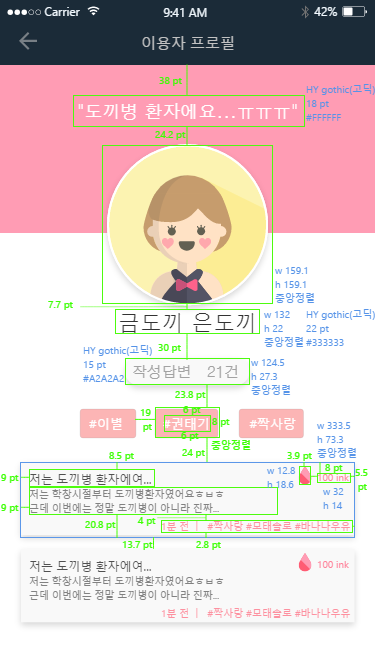 Carrier 9:41 AM 42%
이용자 프로필
38 pt
HY gothic(고딕)
18 pt
#FFFFFF
"도끼병 환자에요...ㅠㅠㅠ"
24.2 pt
w 159.1
h 159.1
중앙정렬
7.7 pt
금도끼 은도끼
w 132
h 22
중앙정렬
HY gothic(고딕)
22 pt
#333333
30 pt
HY gothic(고딕)
15 pt
#A2A2A2
작성답변 21건
w 124.5
h 27.3
중앙정렬
23.8 pt
6 pt
#이별
19 pt
#권태기
8 pt
#짝사랑
6 pt
중앙정렬
24 pt
w 333.5
h 73.3
중앙정렬
8.5 pt
3.9 pt
8 pt
9 pt
저는 도끼병 환자에여...
w 12.8
h 18.6
100 ink
5.5 pt
저는 학창시절부터 도끼병환자였어요ㅎㅂㅎ
w 32
h 14
9 pt
근데 이번에는 정말 도끼병이 아니라 진짜...
20.8 pt
4 pt
1분 전 | #짝사랑 #모태솔로 #바나나우유
13.7 pt
2.8 pt
저는 도끼병 환자에여...
100 ink
저는 학창시절부터 도끼병환자였어요ㅎㅂㅎ
근데 이번에는 정말 도끼병이 아니라 진짜...
1분 전 | #짝사랑 #모태솔로 #바나나우유